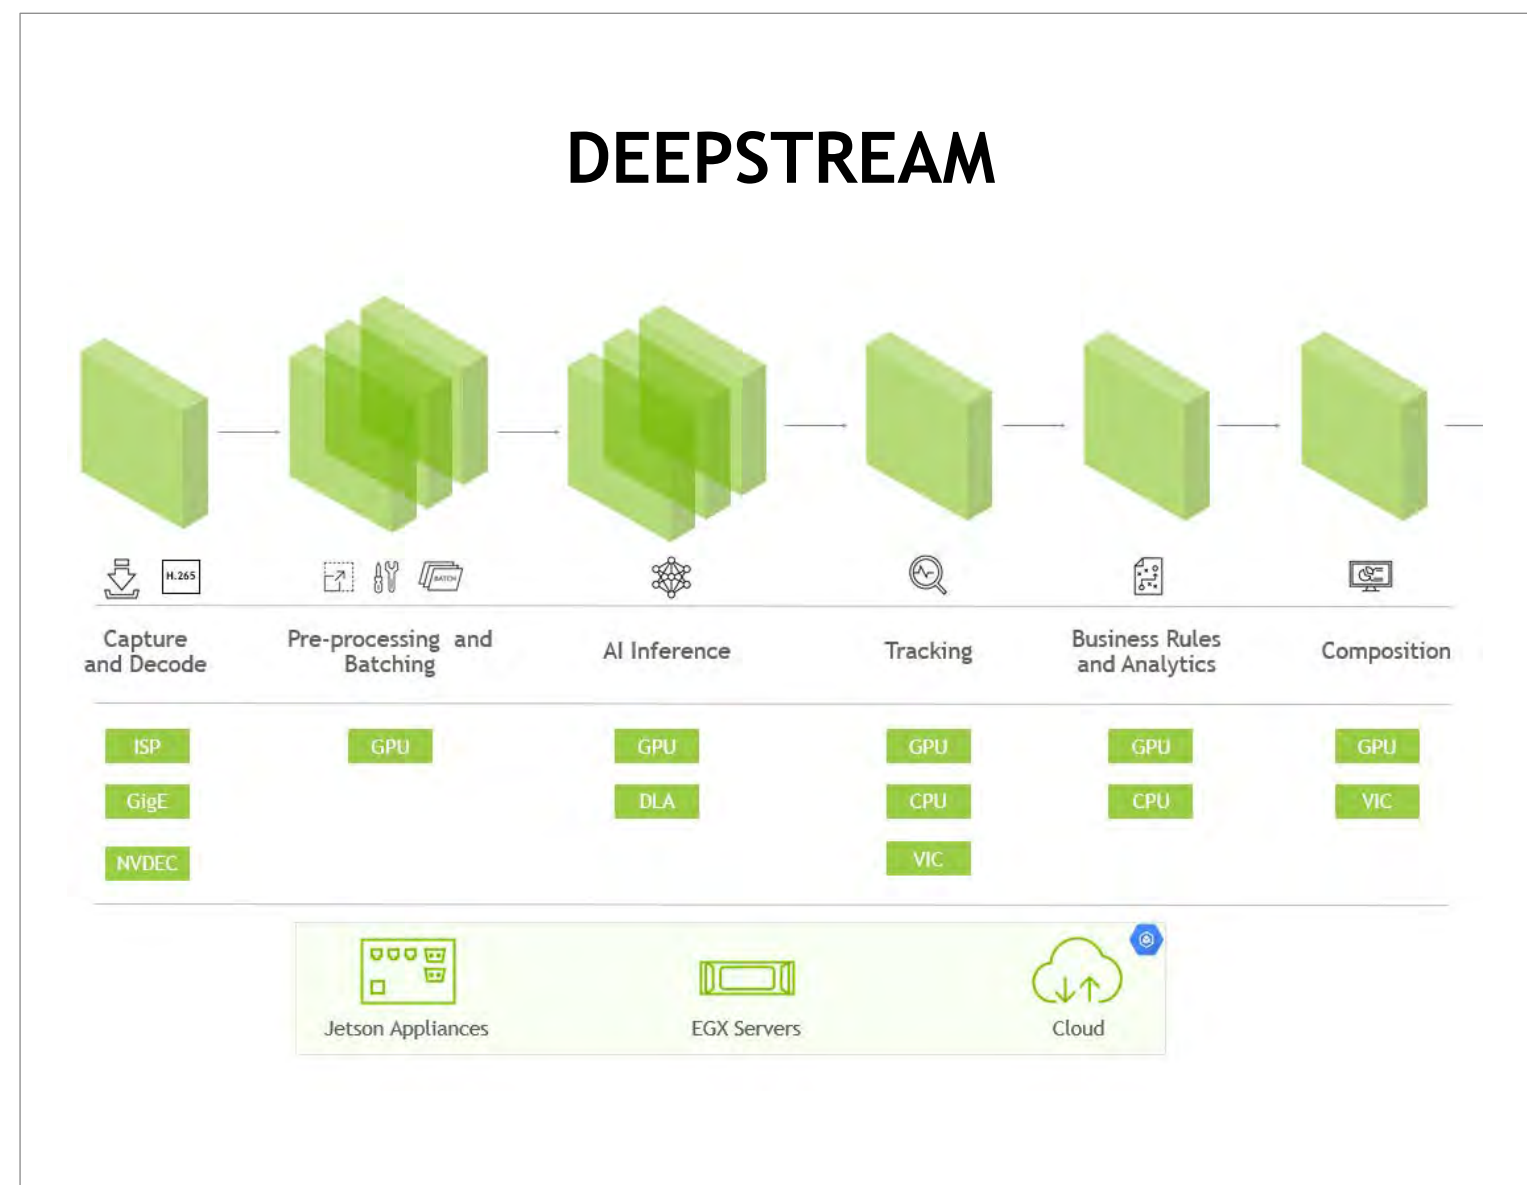 DEEPSTREAM
H.265
BATCH
Capture
and Decode
Pre-processing and
Batching
AI Inference
Tracking
Business Rules
and Analytics
Composition
ISP
GPU
GPU
GPU
GPU
GPU
GigE
DLA
CPU
CPU
VIC
NVDEC
VIC
Jetson Appliances
EGX Servers
Cloud